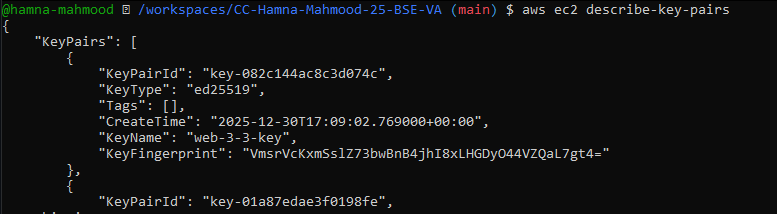 @hamna-mahmood /workspaces/CC-Hamna-Mahmood-25-BSE-VA (main) $ aws ec2 describe-key-pairs
{
    "KeyPairs": [
        {
            "KeyPairId": "key-082c144ac8c3d074c",
            "KeyType": "ed25519",
            "Tags": [],
            "CreateTime": "2025-12-30T17:09:02.769000+00:00",
            "KeyName": "web-3-3-key",
            "KeyFingerprint": "VmsrVcKxmSslZ73bwBnB4jhI8xLHGDyO44VZQaL7gt4="
        },
        {
            "KeyPairId": "key-01a87edae3f0198fe",